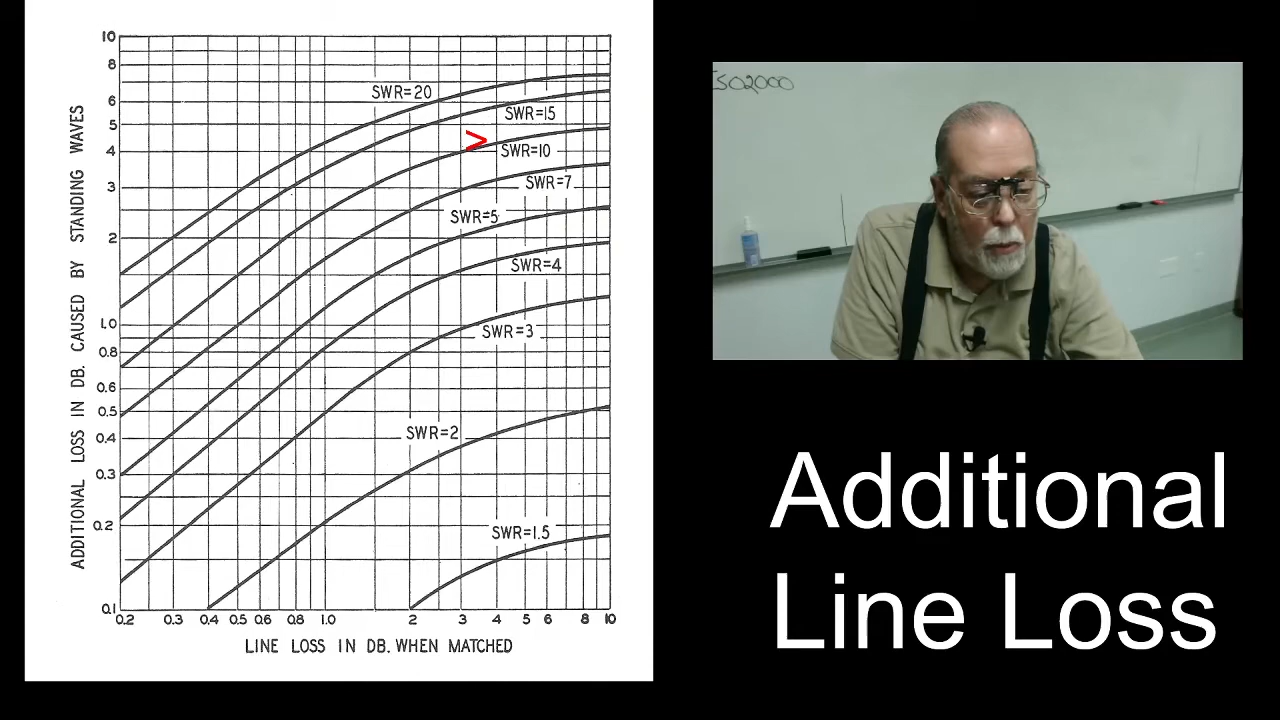 10
8
6
5
4
3
2
1.0
0.8
0.6
0.5
0.4
0.3
0.2
0.1
ADDITIONAL LOSS IN DB. CAUSED BY STANDING WAVES
SWR=20
SWR=15
>
SWR=10
SWR=7
SWR=5
SWR=4
SWR=3
SWR=2
SWR=1.5
0.2 0.3 0.4 0.5 0.6 0.8 1.0 2 3 4 5 6 8 10
LINE LOSS IN DB. WHEN MATCHED
ISO2000
Additional
Line Loss